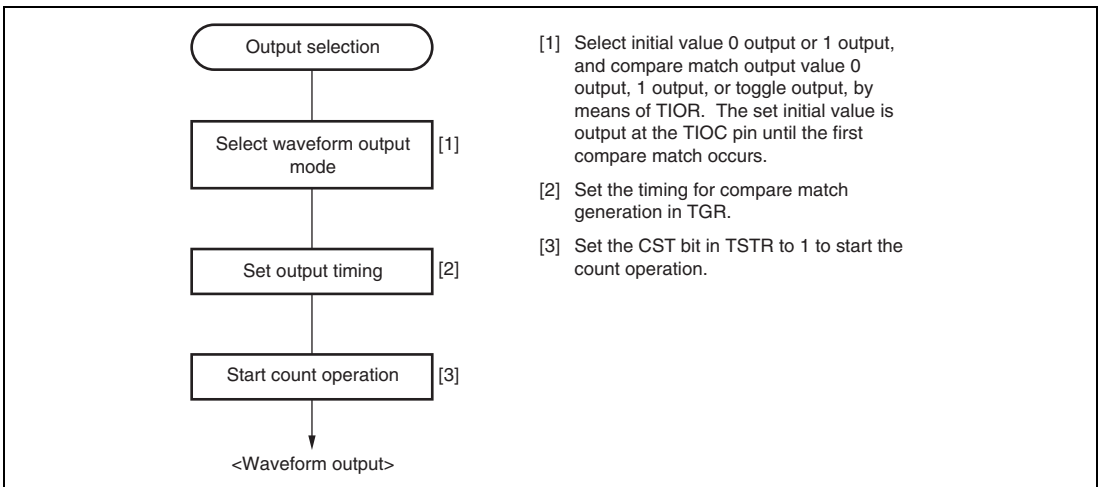 Output selection
Select waveform output
mode
[1]
Set output timing
[2]
Start count operation
[3]
<Waveform output>
[1] Select initial value 0 output or 1 output,
and compare match output value 0
output, 1 output, or toggle output, by
means of TIOR. The set initial value is
output at the TIOC pin until the first
compare match occurs.
[2] Set the timing for compare match
generation in TGR.
[3] Set the CST bit in TSTR to 1 to start the
count operation.